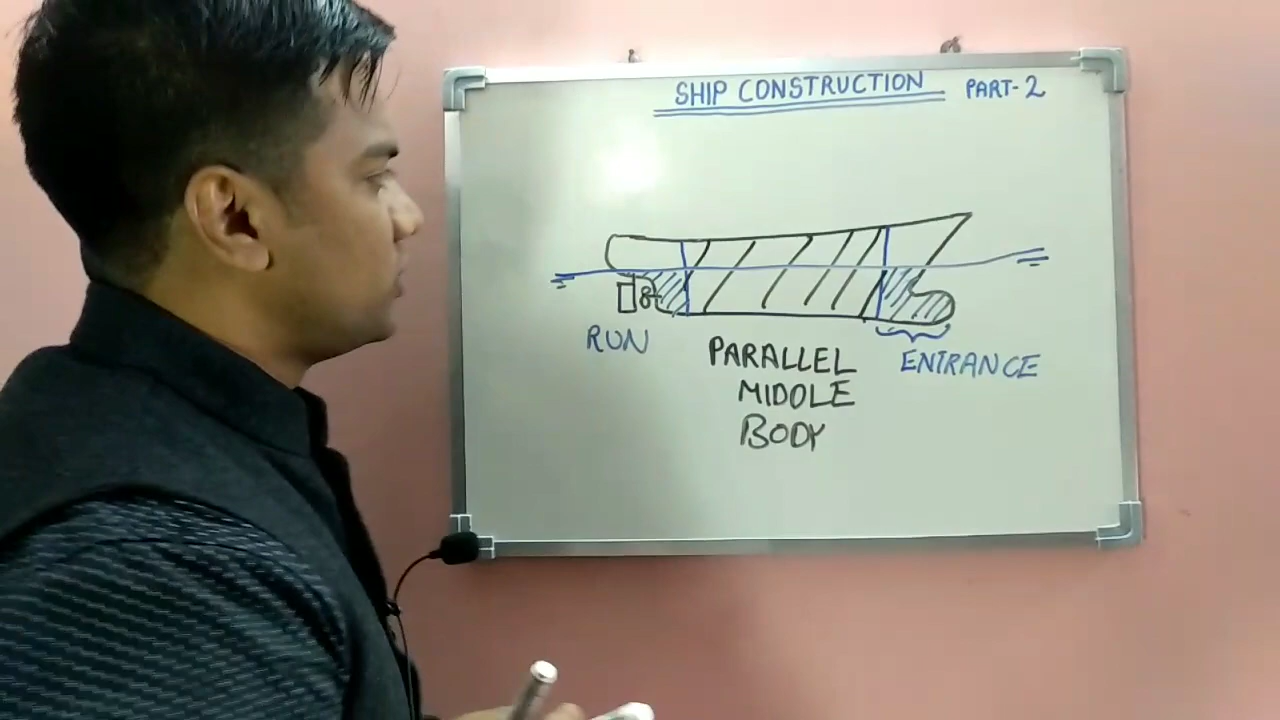 SHIP CONSTRUCTION PART-2
RUN
PARALLEL
MIDDLE
BODY
ENTRANCE